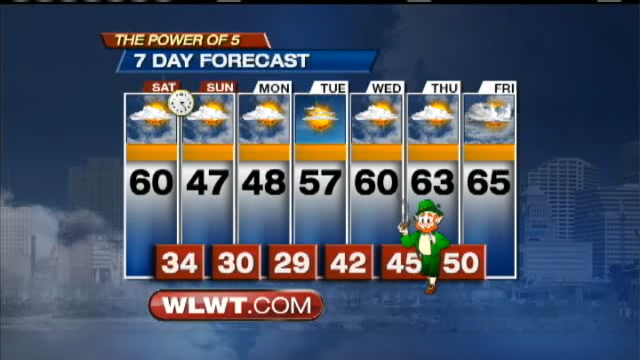 THE POWER OF 5
7 DAY FORECAST
SAT SUN MON TUE WED THU FRI
60 47 48 57 60 63 65
34 30 29 42 45 50
WLWT.COM